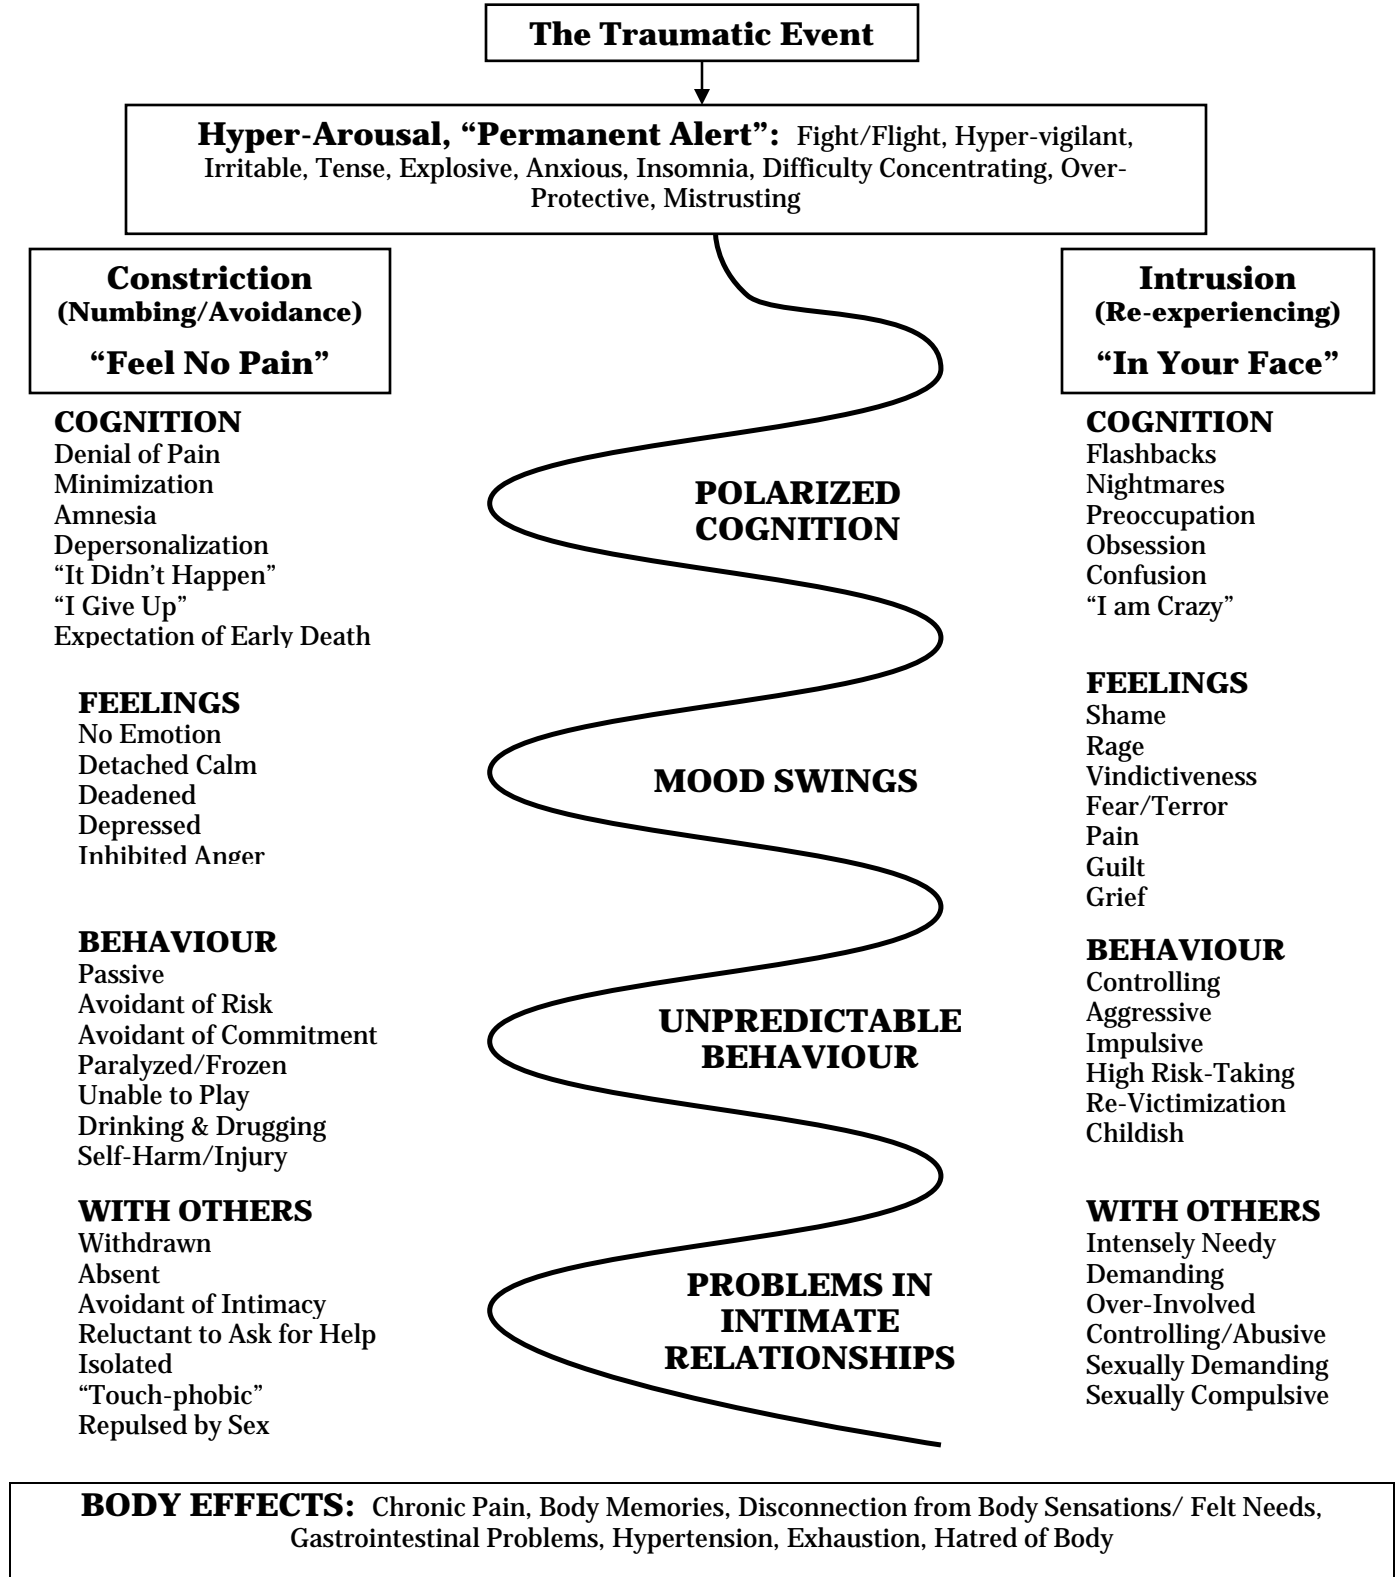 The Traumatic Event
Hyper-Arousal, “Permanent Alert”: Fight/Flight, Hyper-vigilant,
Irritable, Tense, Explosive, Anxious, Insomnia, Difficulty Concentrating, Over-
Protective, Mistrusting
Constriction
(Numbing/Avoidance)
“Feel No Pain”
COGNITION
Denial of Pain
Minimization
Amnesia
Depersonalization
“It Didn’t Happen”
“I Give Up”
Expectation of Early Death
FEELINGS
No Emotion
Detached Calm
Deadened
Depressed
Inhibited Anger
BEHAVIOUR
Passive
Avoidant of Risk
Avoidant of Commitment
Paralyzed/Frozen
Unable to Play
Drinking & Drugging
Self-Harm/Injury
WITH OTHERS
Withdrawn
Absent
Avoidant of Intimacy
Reluctant to Ask for Help
Isolated
“Touch-phobic”
Repulsed by Sex
POLARIZED
COGNITION
MOOD SWINGS
UNPREDICTABLE
BEHAVIOUR
PROBLEMS IN
INTIMATE
RELATIONSHIPS
Intrusion
(Re-experiencing)
“In Your Face”
COGNITION
Flashbacks
Nightmares
Preoccupation
Obsession
Confusion
“I am Crazy”
FEELINGS
Shame
Rage
Vindictiveness
Fear/Terror
Pain
Guilt
Grief
BEHAVIOUR
Controlling
Aggressive
Impulsive
High Risk-Taking
Re-Victimization
Childish
WITH OTHERS
Intensely Needy
Demanding
Over-Involved
Controlling/Abusive
Sexually Demanding
Sexually Compulsive
BODY EFFECTS: Chronic Pain, Body Memories, Disconnection from Body Sensations/ Felt Needs,
Gastrointestinal Problems, Hypertension, Exhaustion, Hatred of Body